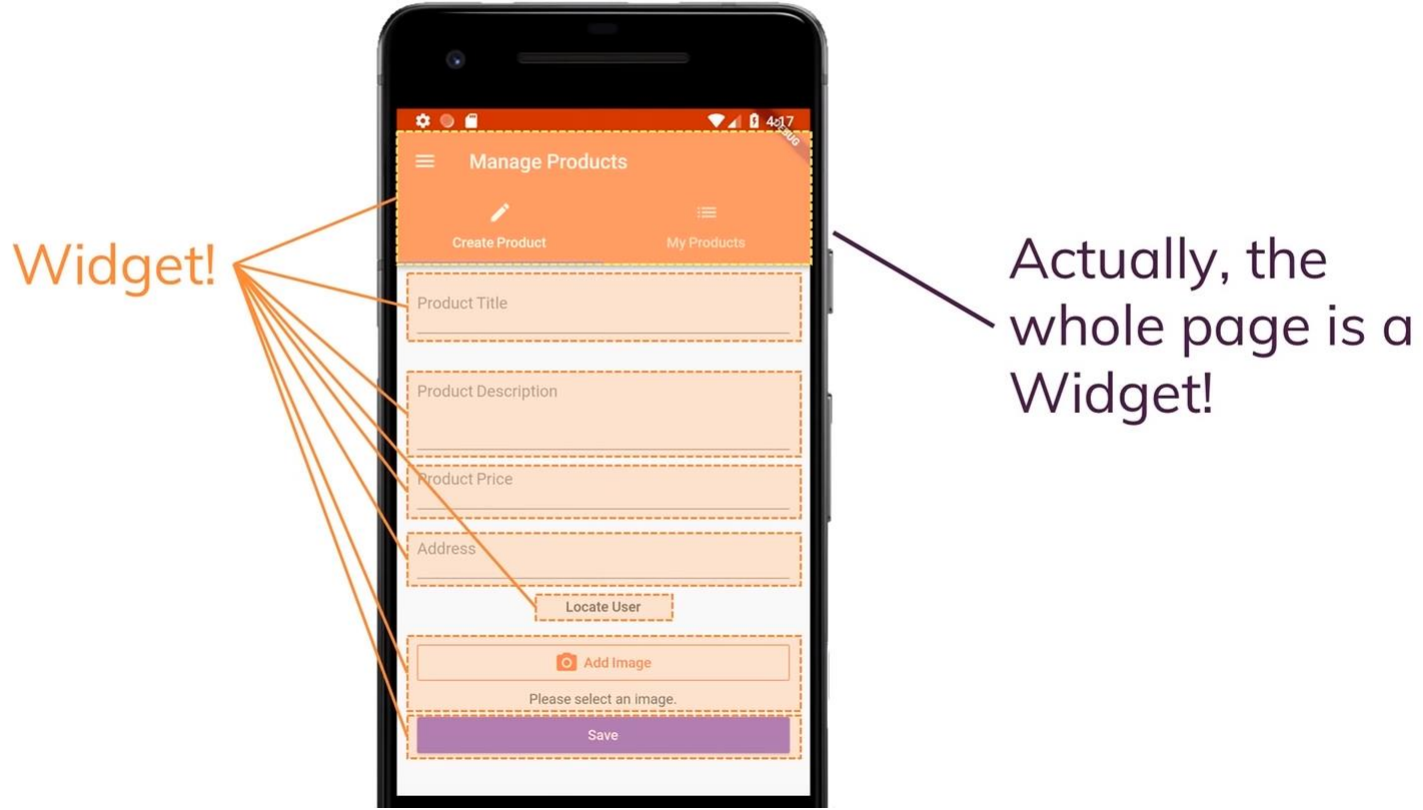 4:17
DEBUG
Manage Products
Create Product
My Products
Widget!
Product Title
Product Description
Product Price
Address
Locate User
Add Image
Please select an image.
Save
Actually, the
whole page is a
Widget!